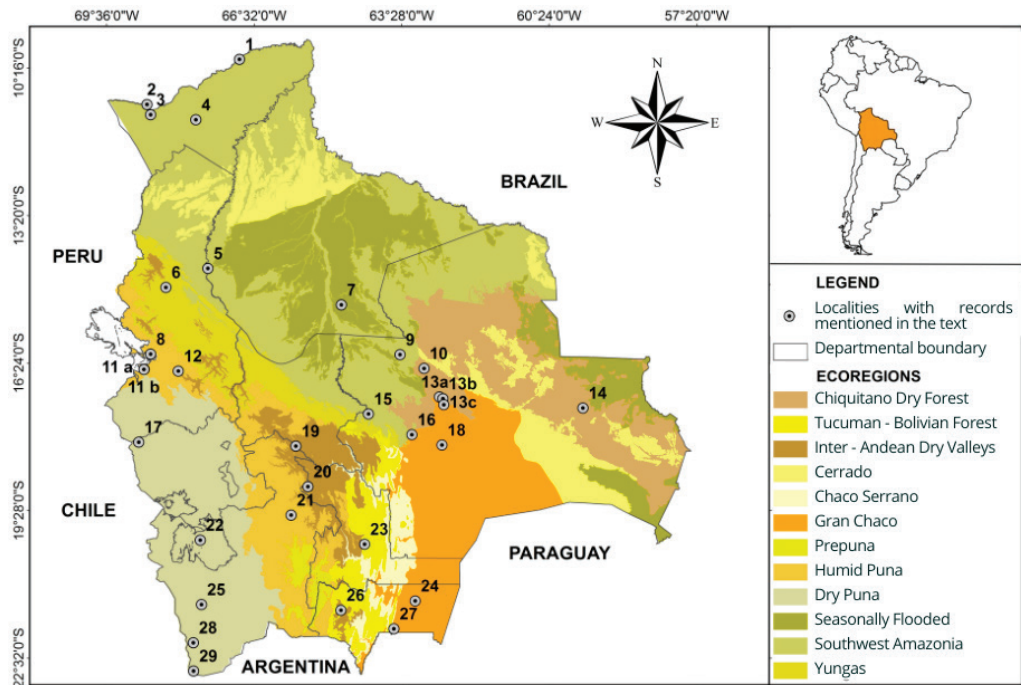 69°36'0"W 66°32'0"W 63°28'0"W 60°24'0"W 57°20'0"W
10°16'0"S
13°20'0"S
16°24'0"S
19°28'0"S
22°32'0"S
N
W E
S
BRAZIL
PERU
CHILE
PARAGUAY
ARGENTINA
1
2
3
4
5
6
7
8
9
10
11 a
11 b
12
13a 13b
13c
14
15
16
17
18
19
20
21
22
23
24
25
26
27
28
29
LEGEND
Localities with records
mentioned in the text
Departmental boundary
ECOREGIONS
Chiquitano Dry Forest
Tucuman - Bolivian Forest
Inter - Andean Dry Valleys
Cerrado
Chaco Serrano
Gran Chaco
Prepuna
Humid Puna
Dry Puna
Seasonally Flooded
Southwest Amazonia
Yungas